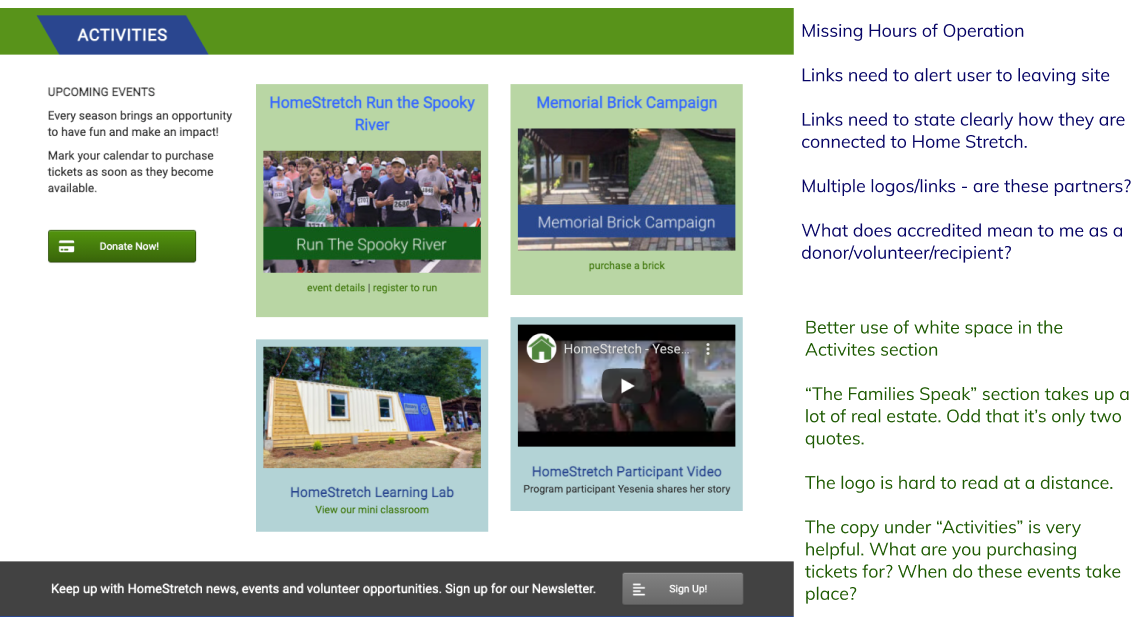 ACTIVITIES
UPCOMING EVENTS
Every season brings an opportunity
to have fun and make an impact!
Mark your calendar to purchase
tickets as soon as they become
available.
Donate Now!
HomeStretch Run the Spooky
River
Run The Spooky River
event details | register to run
Memorial Brick Campaign
Memorial Brick Campaign
purchase a brick
HomeStretch Learning Lab
View our mini classroom
HomeStretch - Yese...
HomeStretch Participant Video
Program participant Yesenia shares her story
Keep up with HomeStretch news, events and volunteer opportunities. Sign up for our Newsletter.
Sign Up!
Missing Hours of Operation
Links need to alert user to leaving site
Links need to state clearly how they are
connected to Home Stretch.
Multiple logos/links - are these partners?
What does accredited mean to me as a
donor/volunteer/recipient?
Better use of white space in the
Activites section
“The Families Speak” section takes up a
lot of real estate. Odd that it’s only two
quotes.
The logo is hard to read at a distance.
The copy under “Activities” is very
helpful. What are you purchasing
tickets for? When do these events take
place?